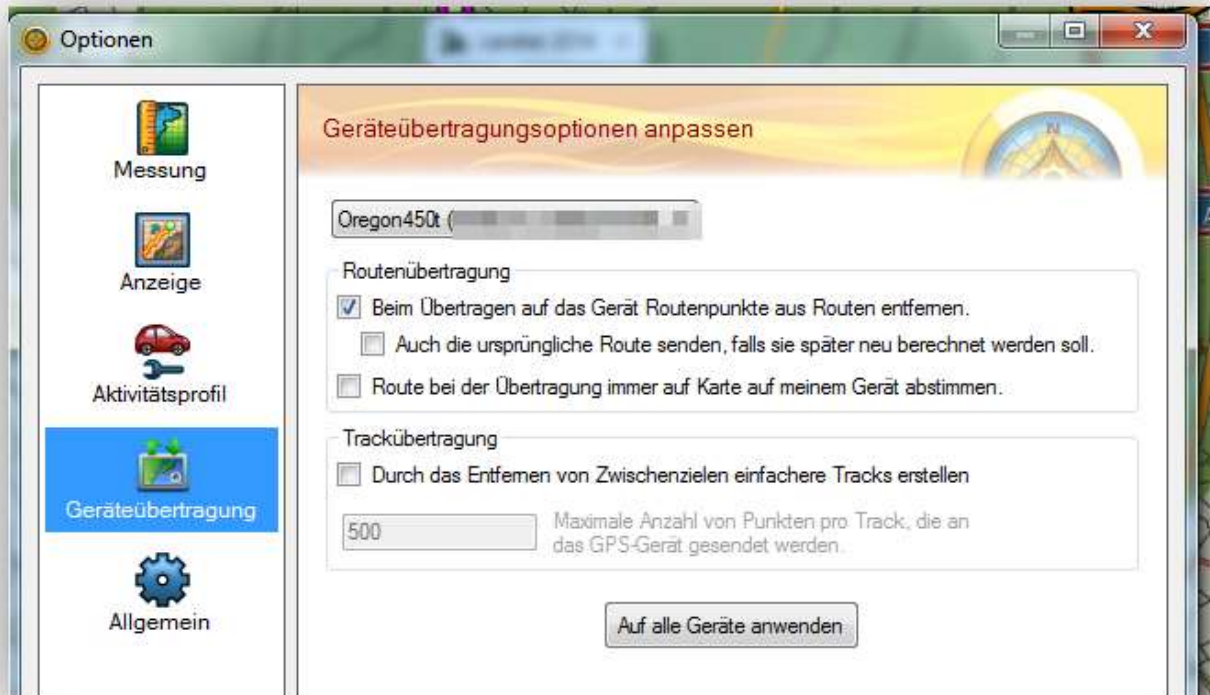 Optionen
Messung
Anzeige
Aktivitätsprofil
Geräteübertragung
Allgemein
Geräteübertragungsoptionen anpassen
N
Oregon450t (
Routenübertragung
Beim Übertragen auf das Gerät Routenpunkte aus Routen entfernen.
Auch die ursprüngliche Route senden, falls sie später neu berechnet werden soll.
Route bei der Übertragung immer auf Karte auf meinem Gerät abstimmen.
Trackübertragung
Durch das Entfernen von Zwischenzielen einfachere Tracks erstellen
500
Maximale Anzahl von Punkten pro Track, die an
das GPS-Gerät gesendet werden.
Auf alle Geräte anwenden